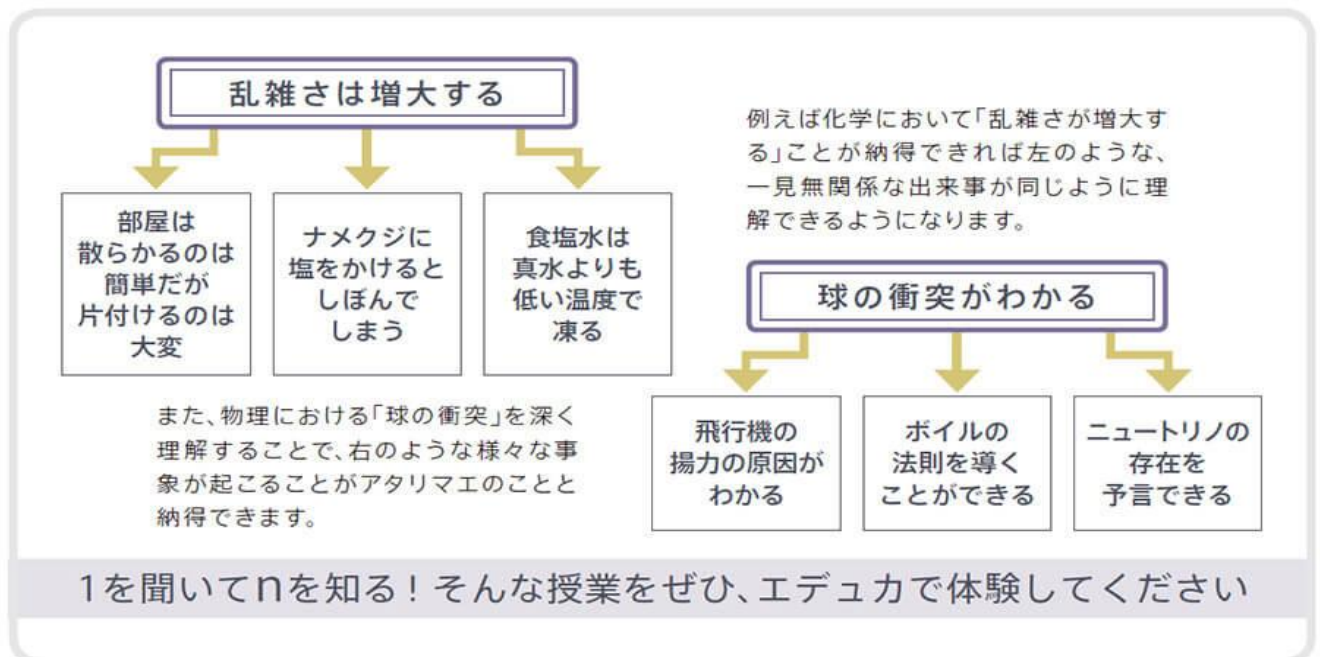 乱雑さは増大する
部屋は
散らかるのは
簡単だが
片付けるのは
大変
ナメクジに
塩をかけると
しぼんで
しまう
食塩水は
真水よりも
低い温度で
凍る
例えば化学において「乱雑さが増大す
る」ことが納得できれば左のような、
一見無関係な出来事が同じように理
解できるようになります。
また、物理における「球の衝突」を深く
理解することで、右のような様々な事
象が起こることがアタリマエのことと
納得できます。
球の衝突がわかる
飛行機の
揚力の原因が
わかる
ボイルの
法則を導く
ことができる
ニュートリノの
存在を
予言できる
1を聞いてnを知る！そんな授業をぜひ、エデュカで体験してください